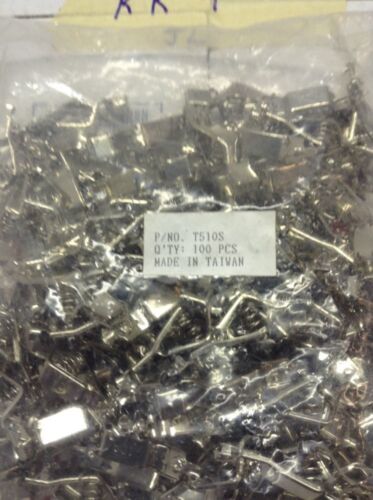 P/NO. T510S
Q'TY: 100 PCS
MADE IN TAIWAN